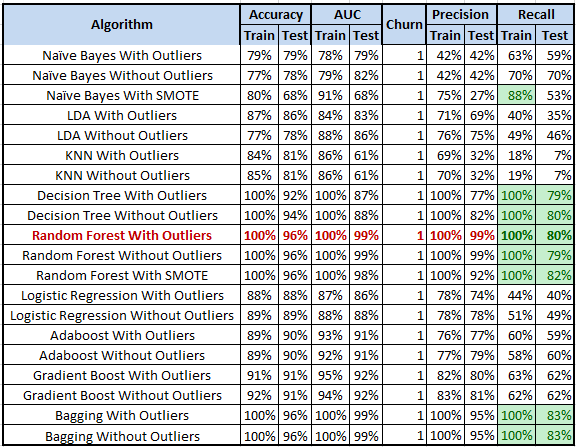 Algorithm Accuracy AUC Churn Precision Recall
Train Test Train Test Train Test Train Test
Naïve Bayes With Outliers 79% 79% 78% 79% 1 42% 42% 63% 59%
Naïve Bayes Without Outliers 77% 78% 79% 82% 1 42% 42% 70% 70%
Naïve Bayes With SMOTE 80% 68% 91% 68% 1 75% 27% 88% 53%
LDA With Outliers 87% 86% 84% 83% 1 71% 69% 40% 35%
LDA Without Outliers 77% 78% 88% 86% 1 76% 75% 49% 46%
KNN With Outliers 84% 81% 86% 61% 1 69% 32% 18% 7%
KNN Without Outliers 85% 81% 86% 61% 1 70% 32% 19% 7%
Decision Tree With Outliers 100% 92% 100% 87% 1 100% 77% 100% 79%
Decision Tree Without Outliers 100% 94% 100% 88% 1 100% 82% 100% 80%
Random Forest With Outliers 100% 96% 100% 99% 1 100% 99% 100% 80%
Random Forest Without Outliers 100% 96% 100% 99% 1 100% 99% 100% 79%
Random Forest With SMOTE 100% 96% 100% 98% 1 100% 92% 100% 82%
Logistic Regression With Outliers 88% 88% 87% 86% 1 78% 74% 44% 40%
Logistic Regression Without Outliers 89% 89% 88% 88% 1 78% 78% 51% 49%
Adaboost With Outliers 89% 90% 93% 91% 1 76% 77% 60% 59%
Adaboost Without Outliers 89% 90% 92% 91% 1 77% 79% 58% 60%
Gradient Boost With Outliers 91% 91% 95% 92% 1 82% 80% 63% 62%
Gradient Boost Without Outliers 92% 91% 94% 92% 1 83% 81% 62% 62%
Bagging With Outliers 100% 96% 100% 99% 1 100% 95% 100% 83%
Bagging Without Outliers 100% 96% 100% 99% 1 100% 95% 100% 83%